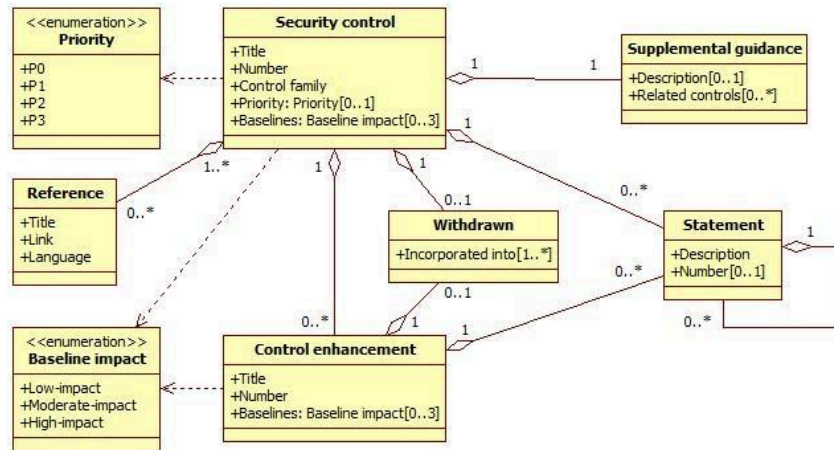 <<enumeration>>
Priority
+P0
+P1
+P2
+P3
Security control
+Title
+Number
+Control family
+Priority: Priority[0..1]
+Baselines: Baseline impact[0..3]
1
1
Supplemental guidance
+Description[0..1]
+Related controls[0..*]
1
0..*
1..*
0..*
1
0..*
1
0..1
Reference
+Title
+Link
+Language
Withdrawn
+Incorporated into[1..*]
0..1
1
Statement
+Description
+Number[0..1]
1
0..*
0..*
1
<<enumeration>>
Baseline impact
+Low-impact
+Moderate-impact
+High-impact
Control enhancement
+Title
+Number
+Baselines: Baseline impact[0..3]